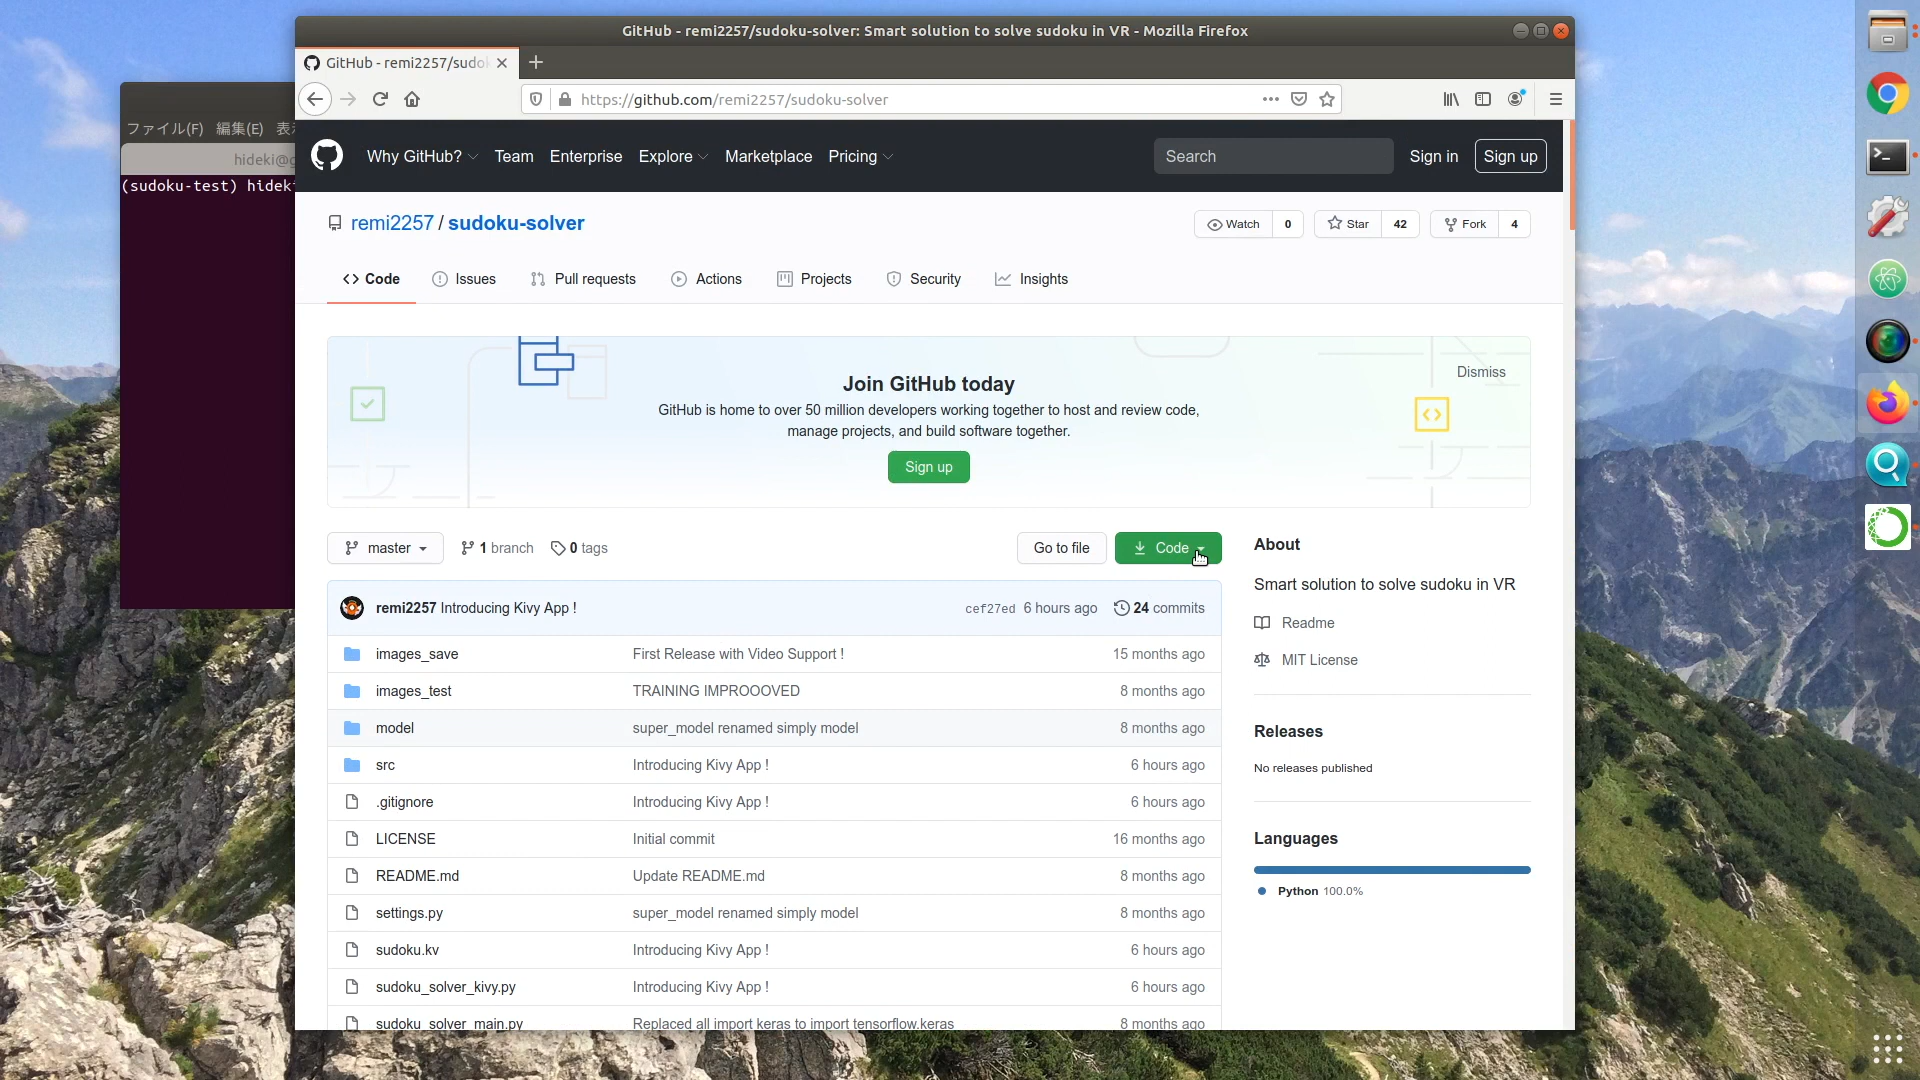 GitHub - remi2257/sudoku-solver: Smart solution to solve sudoku in VR - Mozilla Firefox
GitHub - remi2257/sudok
https://github.com/remi2257/sudoku-solver
ファイル(F) 編集(E) 表示
hideki@g
(sudoku-test) hideki
Why GitHub? Team Enterprise Explore Marketplace Pricing Search Sign in Sign up
remi2257 / sudoku-solver
Watch 0 Star 42 Fork 4
Code Issues Pull requests Actions Projects Security Insights
Join GitHub today
Dismiss
GitHub is home to over 50 million developers working together to host and review code,
manage projects, and build software together.
Sign up
master 1 branch 0 tags Go to file Code
remi2257 Introducing Kivy App ! cef27ed 6 hours ago 24 commits
images_save First Release with Video Support ! 15 months ago
images_test TRAINING IMPROOOVED 8 months ago
model super_model renamed simply model 8 months ago
src Introducing Kivy App ! 6 hours ago
.gitignore Introducing Kivy App ! 6 hours ago
LICENSE Initial commit 16 months ago
README.md Update README.md 8 months ago
settings.py super_model renamed simply model 8 months ago
sudoku.kv Introducing Kivy App ! 6 hours ago
sudoku_solver_kivy.py Introducing Kivy App ! 6 hours ago
sudoku_solver_main.py Replaced all import keras to import tensorflow.keras 8 months ago
About
Smart solution to solve sudoku in VR
Readme
MIT License
Releases
No releases published
Languages
Python 100.0%